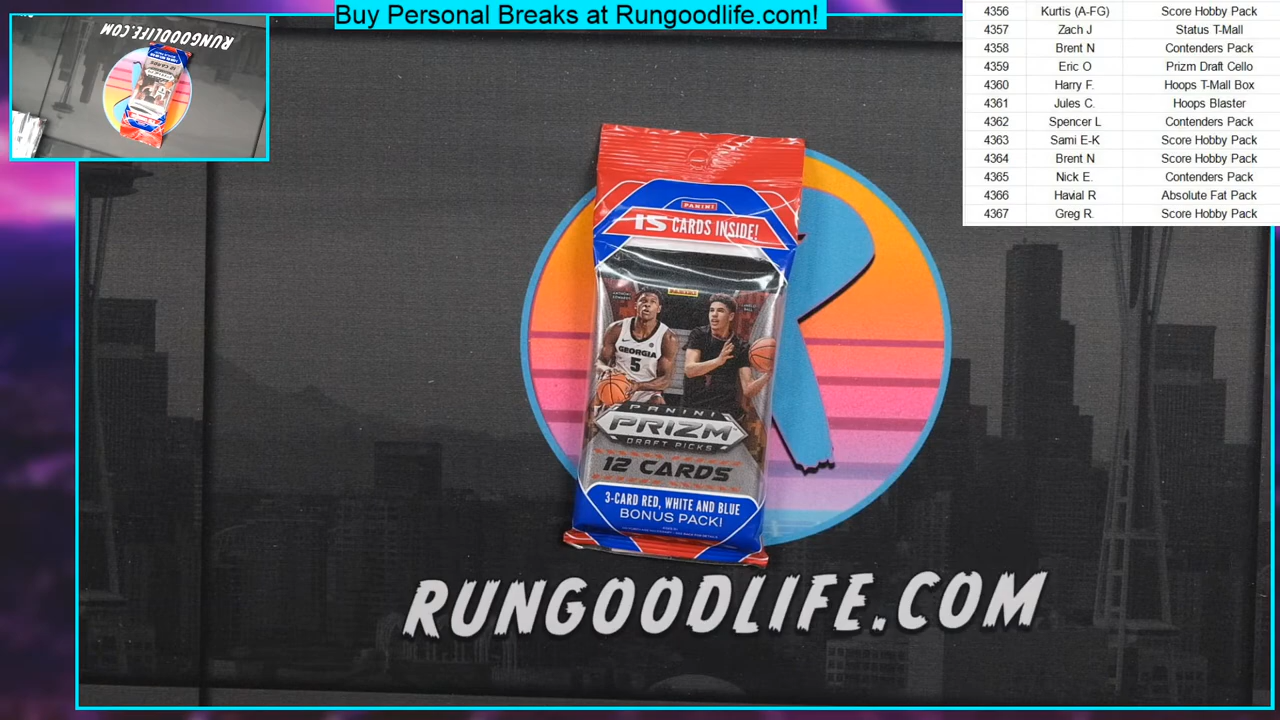 Buy Personal Breaks at Rungoodlife.com!
4356 Kurtis (A-FG) Score Hobby Pack
4357 Zach J Status T-Mall
4358 Brent N Contenders Pack
4359 Eric O Prizm Draft Cello
4360 Harry F. Hoops T-Mall Box
4361 Jules C. Hoops Blaster
4362 Spencer L Contenders Pack
4363 Sami E-K Score Hobby Pack
4364 Brent N Score Hobby Pack
4365 Nick E. Contenders Pack
4366 Havial R Absolute Fat Pack
4367 Greg R. Score Hobby Pack
RUNGOODLIFE.COM
PANINI
15 CARDS INSIDE!
GEORGIA
5
PANINI
PRIZM
DRAFT PICKS
12 CARDS
3-CARD RED, WHITE AND BLUE
BONUS PACK!
RUNGOODLIFE.COM